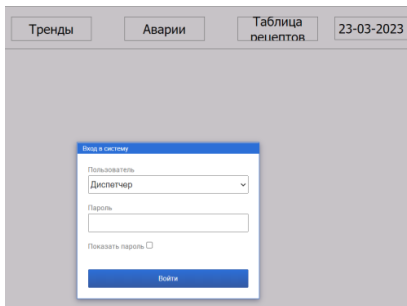 Тренды
Аварии
Таблица
рецептов
23-03-2023
Вход в систему
Пользователь
Диспетчер
Пароль
Показать пароль
Войти